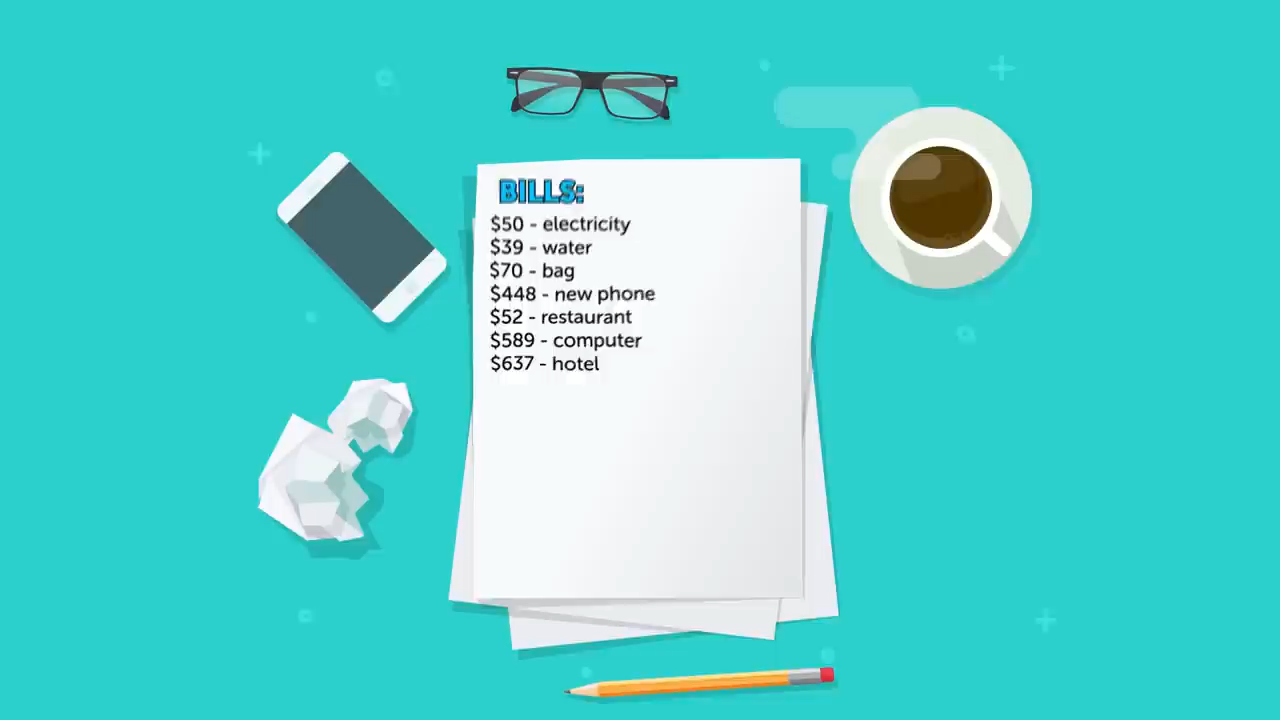 BILLS:
$50 - electricity
$39 - water
$70 - bag
$448 - new phone
$52 - restaurant
$589 - computer
$637 - hotel